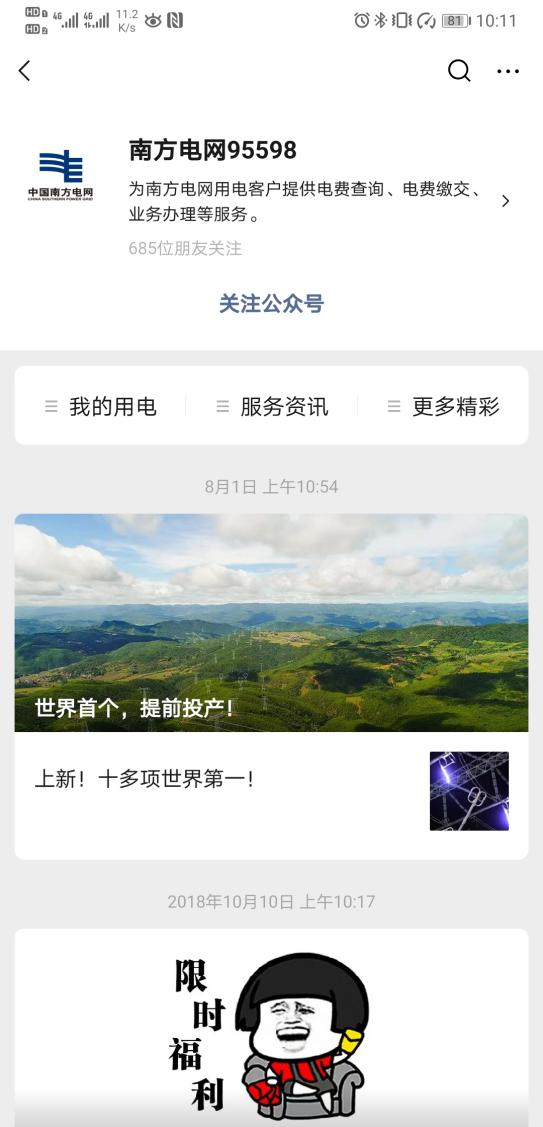 HD 1 4G 4G 11.2 K/s 81 10:11
HD 2
南方电网95598
中国南方电网
CHINA SOUTHERN POWER GRID
为南方电网用电客户提供电费查询、电费缴交、
业务办理等服务。
685位朋友关注
关注公众号
我的用电 服务资讯 更多精彩
8月1日 上午10:54
世界首个，提前投产！
上新！十多项世界第一！
2018年10月10日 上午10:17
限
时
福
利